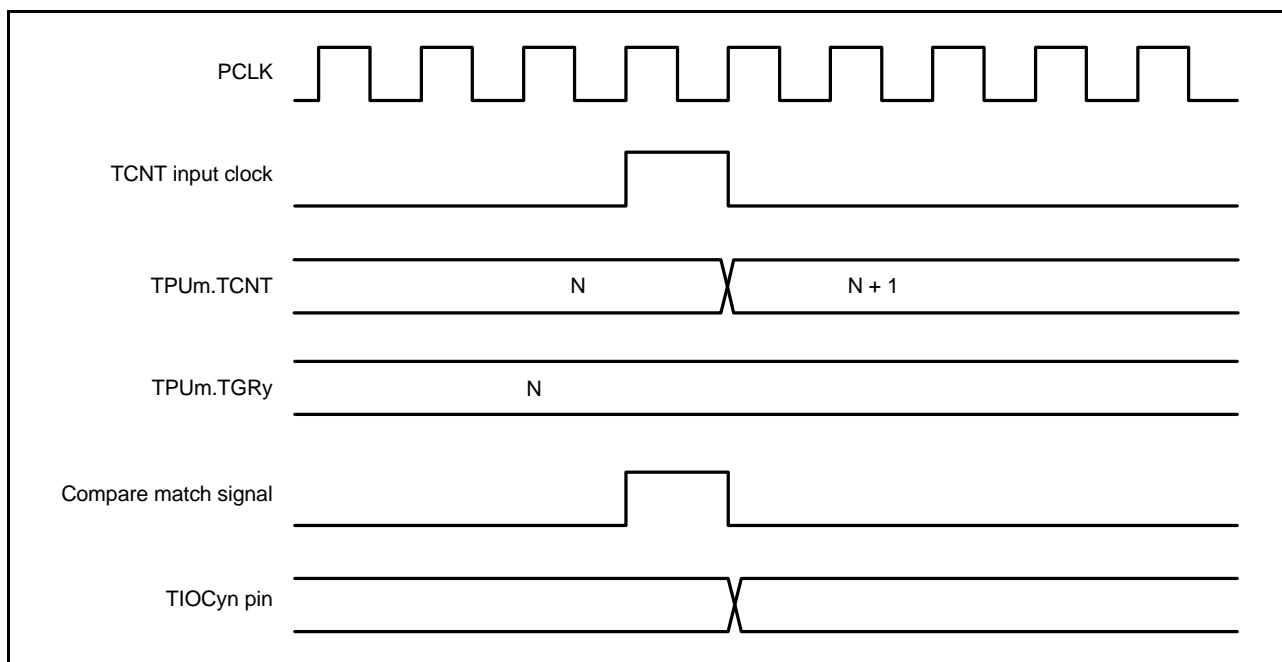 PCLK
TCNT input clock
TPUm.TCNT
N
N + 1
TPUm.TGRy
N
Compare match signal
TIOCyn pin